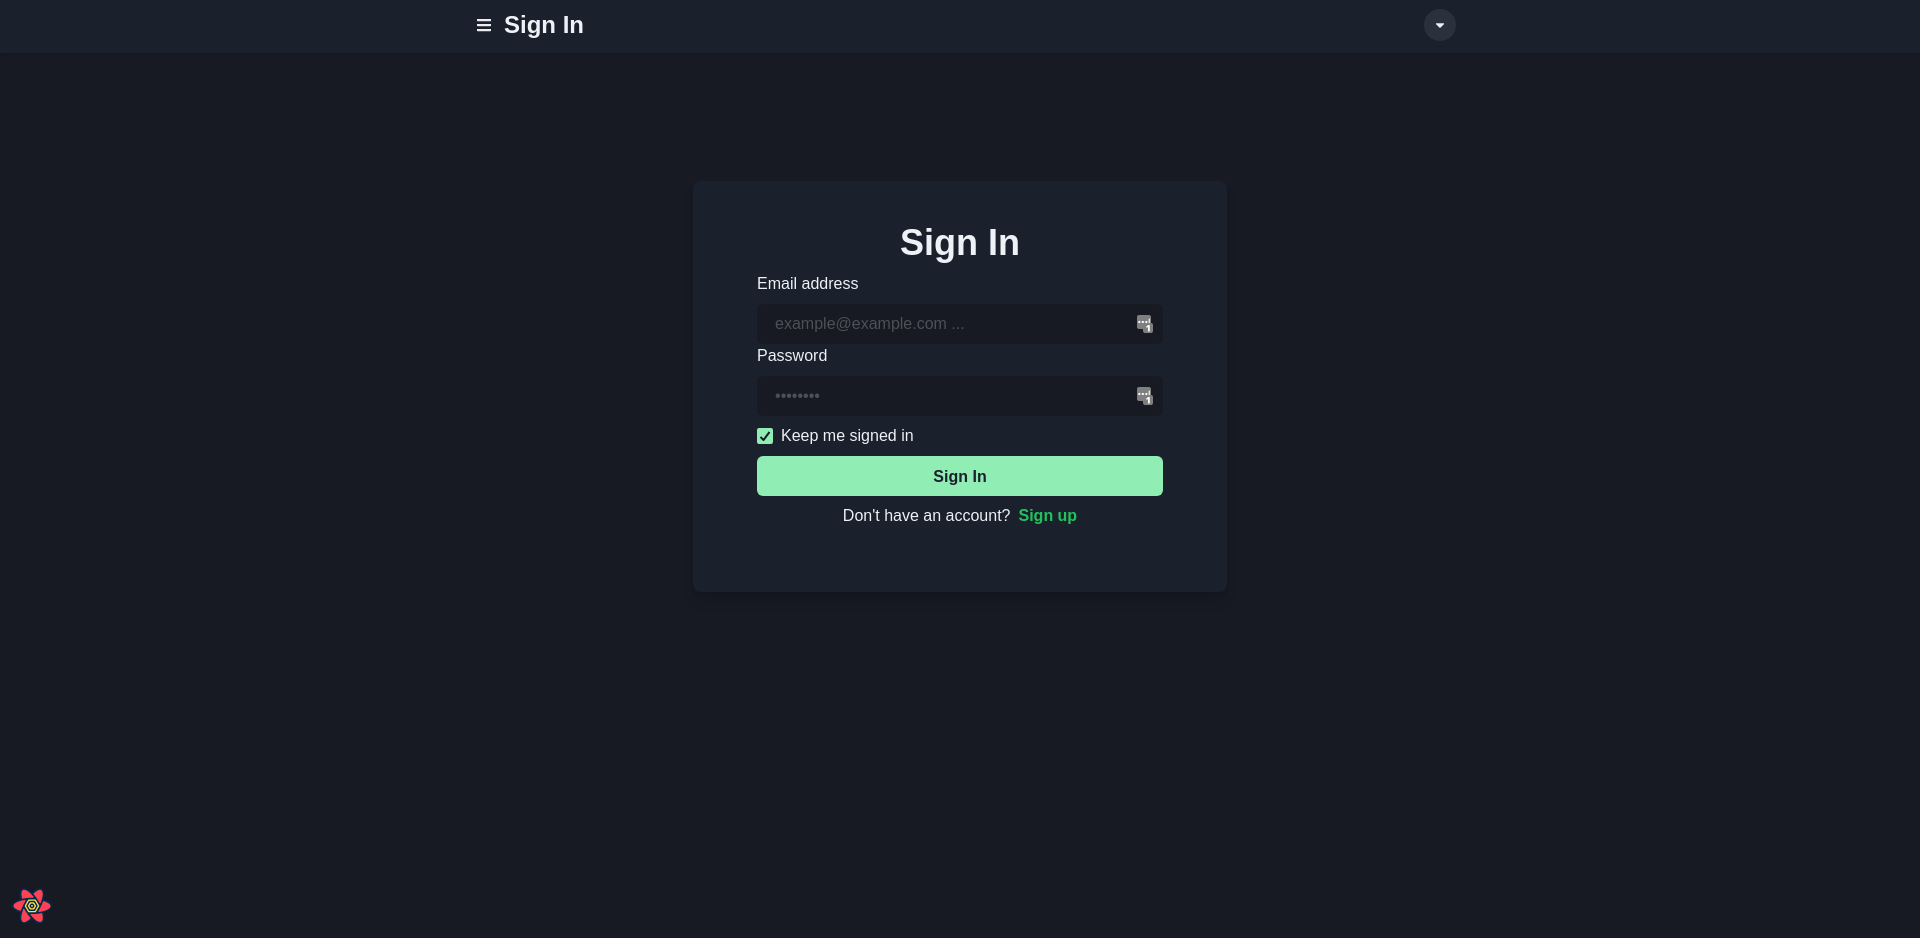 Sign In
Sign In
Email address
example@example.com ...
Password
••••••••
Keep me signed in
Sign In
Don't have an account? Sign up